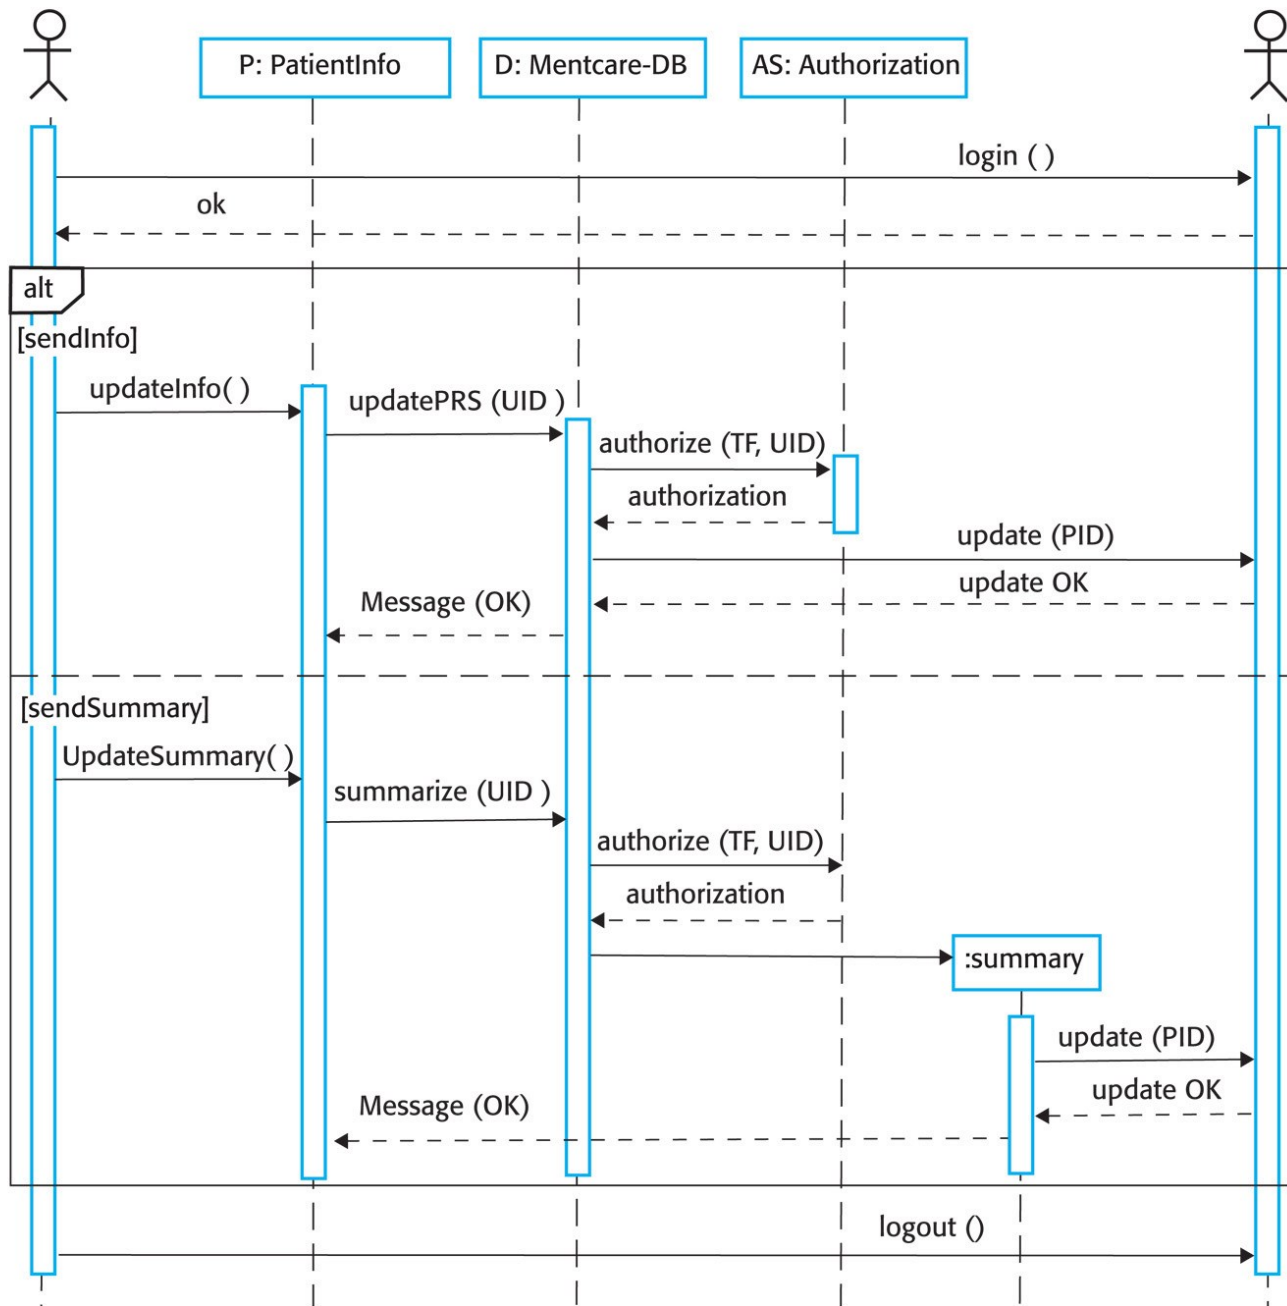 P: PatientInfo
D: Mentcare-DB
AS: Authorization
login ( )
ok
alt
[sendInfo]
updateInfo( )
updatePRS (UID )
authorize (TF, UID)
authorization
update (PID)
update OK
Message (OK)
[sendSummary]
UpdateSummary( )
summarize (UID )
authorize (TF, UID)
authorization
:summary
update (PID)
update OK
Message (OK)
logout ()